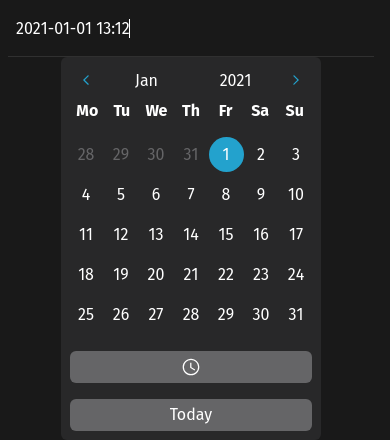 2021-01-01 13:12
Jan 2021
Mo Tu We Th Fr Sa Su
28 29 30 31 1 2 3
4 5 6 7 8 9 10
11 12 13 14 15 16 17
18 19 20 21 22 23 24
25 26 27 28 29 30 31
Today